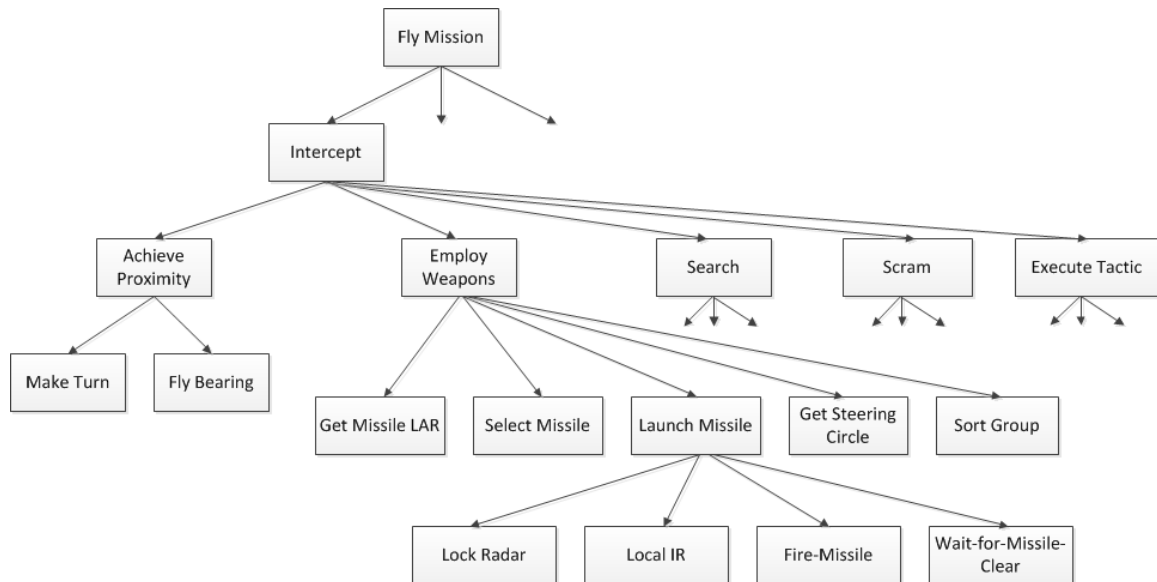 Fly Mission
Intercept
Achieve
Proximity
Employ
Weapons
Search
Scram
Execute Tactic
Make Turn
Fly Bearing
Get Missile LAR
Select Missile
Launch Missile
Get Steering
Circle
Sort Group
Lock Radar
Local IR
Fire-Missile
Wait-for-Missile-
Clear